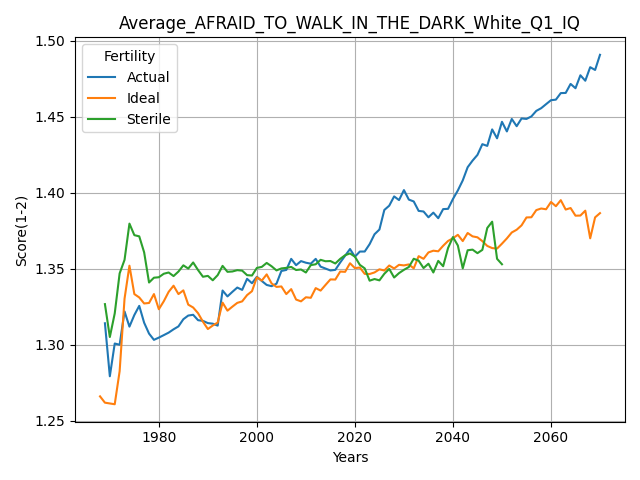 Average_AFRAID_TO_WALK_IN_THE_DARK_White_Q1_IQ
Fertility
Actual
Ideal
Sterile
Score(1-2)
1.50
1.45
1.40
1.35
1.30
1.25
1980
2000
2020
2040
2060
Years